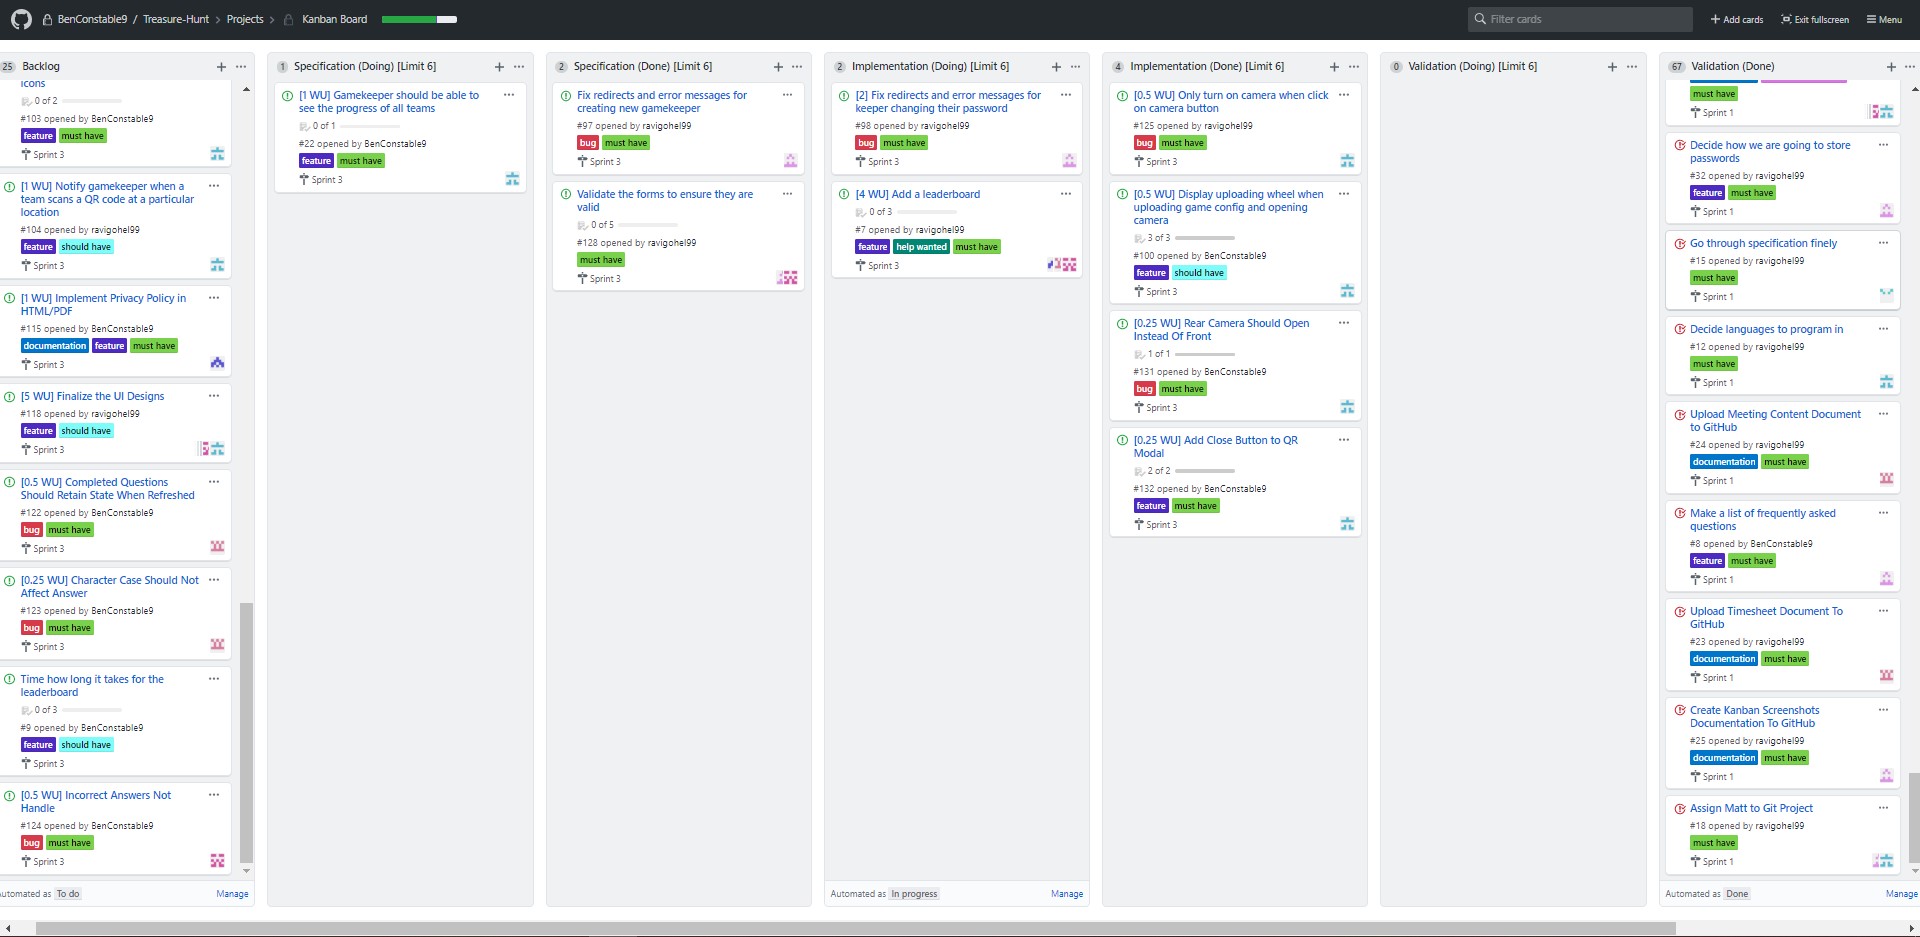 BenConstable9 / Treasure-Hunt Projects Kanban Board
Filter cards
Add cards Exit fullscreen Menu
25 Backlog
Icons
0 of 2
#103 opened by BenConstable9
feature must have
Sprint 3
[1 WU] Notify gamekeeper when a
team scans a QR code at a particular
location
#104 opened by ravigohel99
feature should have
Sprint 3
[1 WU] Implement Privacy Policy in
HTML/PDF
#115 opened by BenConstable9
documentation feature must have
Sprint 3
[5 WU] Finalize the UI Designs
#118 opened by ravigohel99
feature should have
Sprint 3
[0.5 WU] Completed Questions
Should Retain State When Refreshed
#122 opened by BenConstable9
bug must have
Sprint 3
[0.25 WU] Character Case Should Not
Affect Answer
#123 opened by BenConstable9
bug must have
Sprint 3
Time how long it takes for the
leaderboard
0 of 3
#9 opened by BenConstable9
feature should have
Sprint 3
[0.5 WU] Incorrect Answers Not
Handle
#124 opened by BenConstable9
bug must have
Sprint 3
utomated as To do Manage
1 Specification (Doing) [Limit 6]
[1 WU] Gamekeeper should be able to
see the progress of all teams
0 of 1
#22 opened by BenConstable9
feature must have
Sprint 3
2 Specification (Done) [Limit 6]
Fix redirects and error messages for
creating new gamekeeper
#97 opened by ravigohel99
bug must have
Sprint 3
Validate the forms to ensure they are
valid
0 of 5
#128 opened by ravigohel99
must have
Sprint 3
2 Implementation (Doing) [Limit 6]
[2] Fix redirects and error messages for
keeper changing their password
#98 opened by ravigohel99
bug must have
Sprint 3
[4 WU] Add a leaderboard
0 of 3
#7 opened by ravigohel99
feature help wanted must have
Sprint 3
Automated as In progress Manage
4 Implementation (Done) [Limit 6]
[0.5 WU] Only turn on camera when click
on camera button
#125 opened by ravigohel99
bug must have
Sprint 3
[0.5 WU] Display uploading wheel when
uploading game config and opening
camera
3 of 3
#100 opened by BenConstable9
feature should have
Sprint 3
[0.25 WU] Rear Camera Should Open
Instead Of Front
1 of 1
#131 opened by BenConstable9
bug must have
Sprint 3
[0.25 WU] Add Close Button to QR
Modal
2 of 2
#132 opened by BenConstable9
feature must have
Sprint 3
0 Validation (Doing) [Limit 6]
67 Validation (Done)
must have
Sprint 1
Decide how we are going to store
passwords
#32 opened by ravigohel99
feature must have
Sprint 1
Go through specification finely
#15 opened by ravigohel99
must have
Sprint 1
Decide languages to program in
#12 opened by ravigohel99
must have
Sprint 1
Upload Meeting Content Document
to GitHub
#24 opened by ravigohel99
documentation must have
Sprint 1
Make a list of frequently asked
questions
#8 opened by BenConstable9
feature must have
Sprint 1
Upload Timesheet Document To
GitHub
#23 opened by ravigohel99
documentation must have
Sprint 1
Create Kanban Screenshots
Documentation To GitHub
#25 opened by ravigohel99
documentation must have
Sprint 1
Assign Matt to Git Project
#18 opened by ravigohel99
must have
Sprint 1
Automated as Done Manage